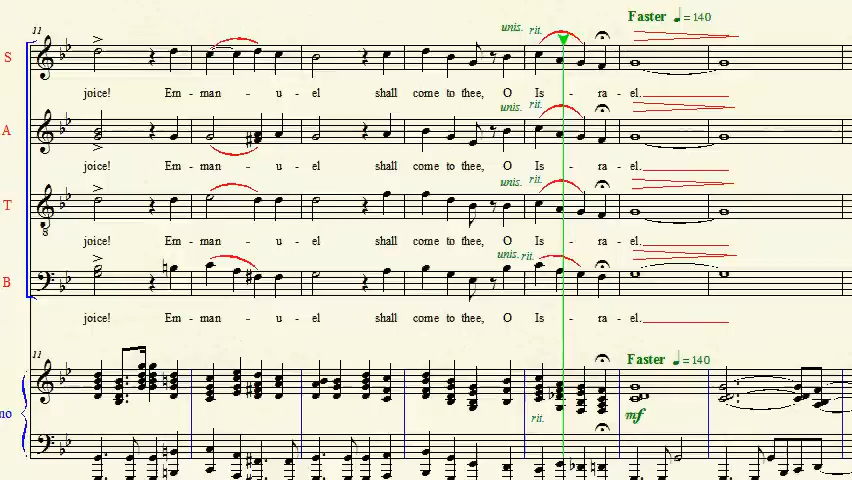 Faster ♩ = 140
11
unis. rit.
S
joice! Em - man - u - el shall come to thee, O Is - ra - el.
unis. rit.
A
joice! Em - man - u - el shall come to thee, O Is - ra - el.
unis. rit.
T
8
joice! Em - man - u - el shall come to thee, O Is - ra - el.
unis. rit.
B
joice! Em - man - u - el shall come to thee, O Is - ra - el.
11
Faster ♩ = 140
no
rit.
mf